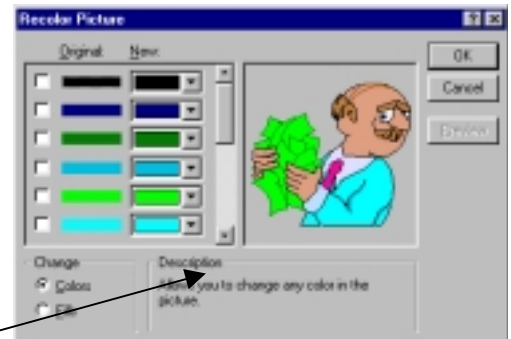 Recolor Picture
Original: New:
OK
Cancel
Preview
Change
Colors
Fills
Description
Allows you to change any color in the
picture.